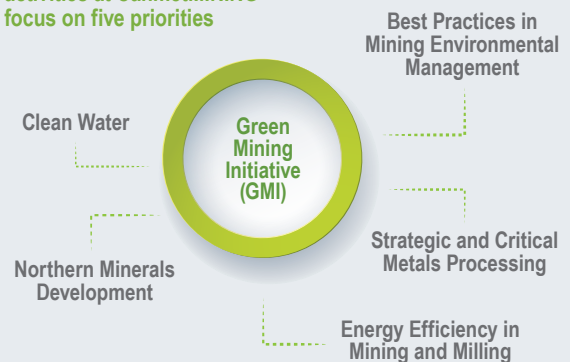 focus on five priorities
Best Practices in
Mining Environmental
Management
Clean Water
Green
Mining
Initiative
(GMI)
Strategic and Critical
Metals Processing
Northern Minerals
Development
Energy Efficiency in
Mining and Milling